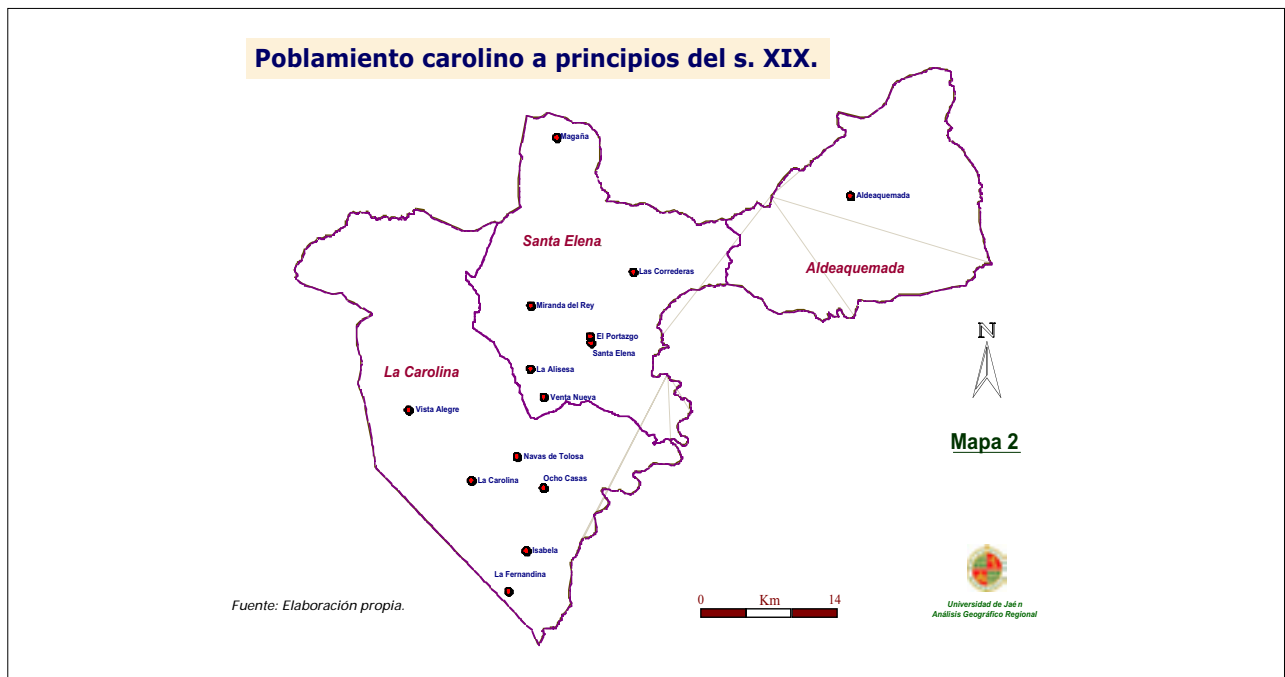 Poblamiento carolino a principios del s. XIX.
Magaña
Aldeaquemada
Santa Elena
Las Correderas
Aldeaquemada
Miranda del Rey
N
El Portazgo
Santa Elena
La Carolina
La Alisesa
Venta Nueva
Vista Alegre
Mapa 2
Navas de Tolosa
La Carolina
Ocho Casas
Isabela
La Fernandina
Fuente: Elaboración propia.
0 Km 14
Universidad de Jaén
Análisis Geográfico Regional